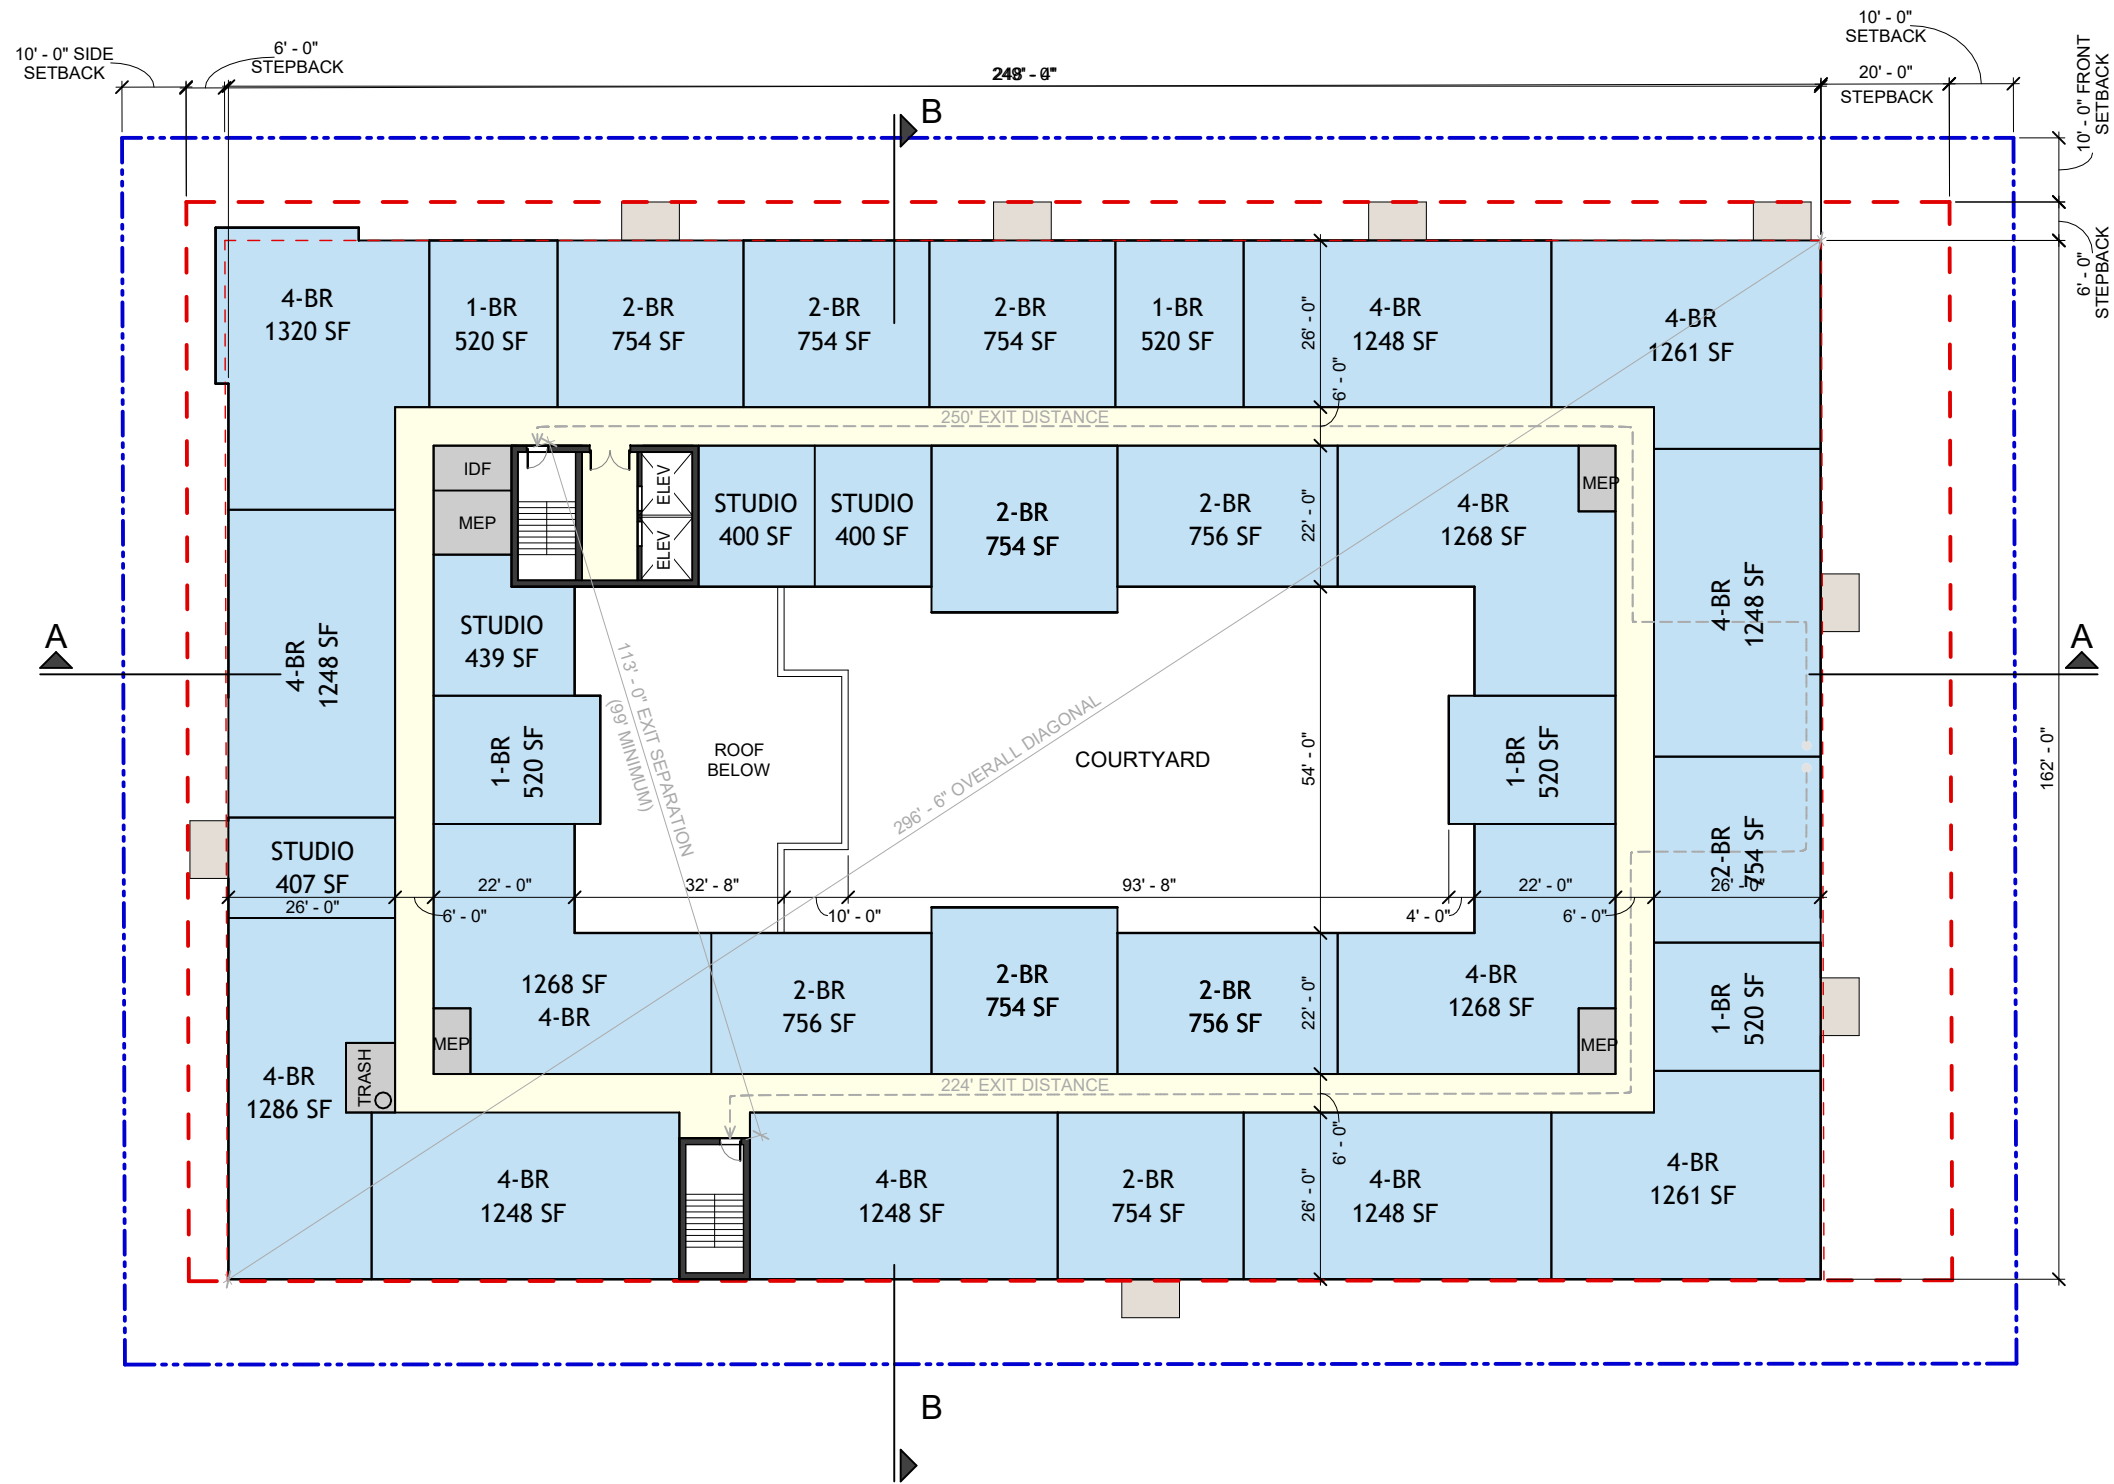 10' - 0" SIDE
SETBACK
6' - 0"
STEPBACK
10' - 0"
SETBACK
20' - 0"
STEPBACK
10' - 0" FRONT
SETBACK
6' - 0"
STEPBACK
B
4-BR
1320 SF
1-BR
520 SF
2-BR
754 SF
2-BR
754 SF
2-BR
754 SF
1-BR
520 SF
26' - 0"
4-BR
1248 SF
4-BR
1261 SF
6' - 0"
250' EXIT DISTANCE
IDF
MEP
ELEV
ELEV
STUDIO
400 SF
STUDIO
400 SF
2-BR
754 SF
2-BR
756 SF
22' - 0"
4-BR
1268 SF
MEP
A
4-BR
1248 SF
STUDIO
439 SF
113' - 0" EXIT SEPARATION
(99' MINIMUM)
4-BR
1248 SF
A
1-BR
520 SF
ROOF
BELOW
296' - 6" OVERALL DIAGONAL
COURTYARD
54' - 0"
1-BR
520 SF
162' - 0"
STUDIO
407 SF
2-BR
754 SF
26' - 0"
6' - 0"
22' - 0"
32' - 8"
10' - 0"
93' - 8"
4' - 0"
22' - 0"
6' - 0"
1268 SF
4-BR
2-BR
756 SF
2-BR
754 SF
2-BR
756 SF
22' - 0"
4-BR
1268 SF
1-BR
520 SF
MEP
MEP
4-BR
1286 SF
TRASH
224' EXIT DISTANCE
6' - 0"
4-BR
1248 SF
4-BR
1248 SF
2-BR
754 SF
26' - 0"
4-BR
1248 SF
4-BR
1261 SF
B